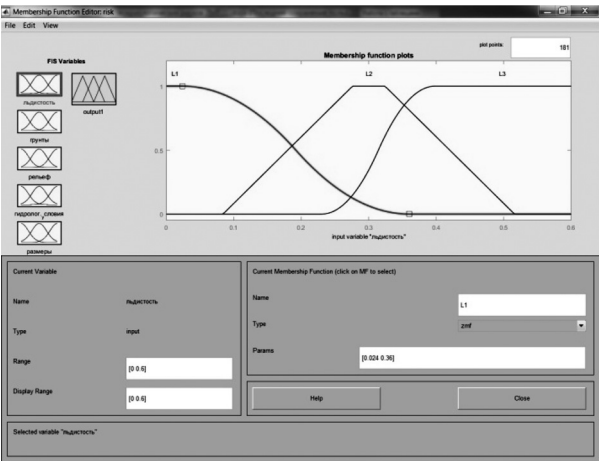 Membership Function Editor: risk
File Edit View
FIS Variables
льдистость
output1
грунты
рельеф
гидролог_условия
размеры
plot points:
181
Membership function plots
L1 L2 L3
1
0.5
0
0 0.1 0.2 0.3 0.4 0.5 0.6
input variable "льдистость"
Current Variable
Name льдистость
Type input
Range [0 0.6]
Display Range [0 0.6]
Current Membership Function (click on MF to select)
Name L1
Type zmf
Params [0.024 0.36]
Help Close
Selected variable "льдистость"